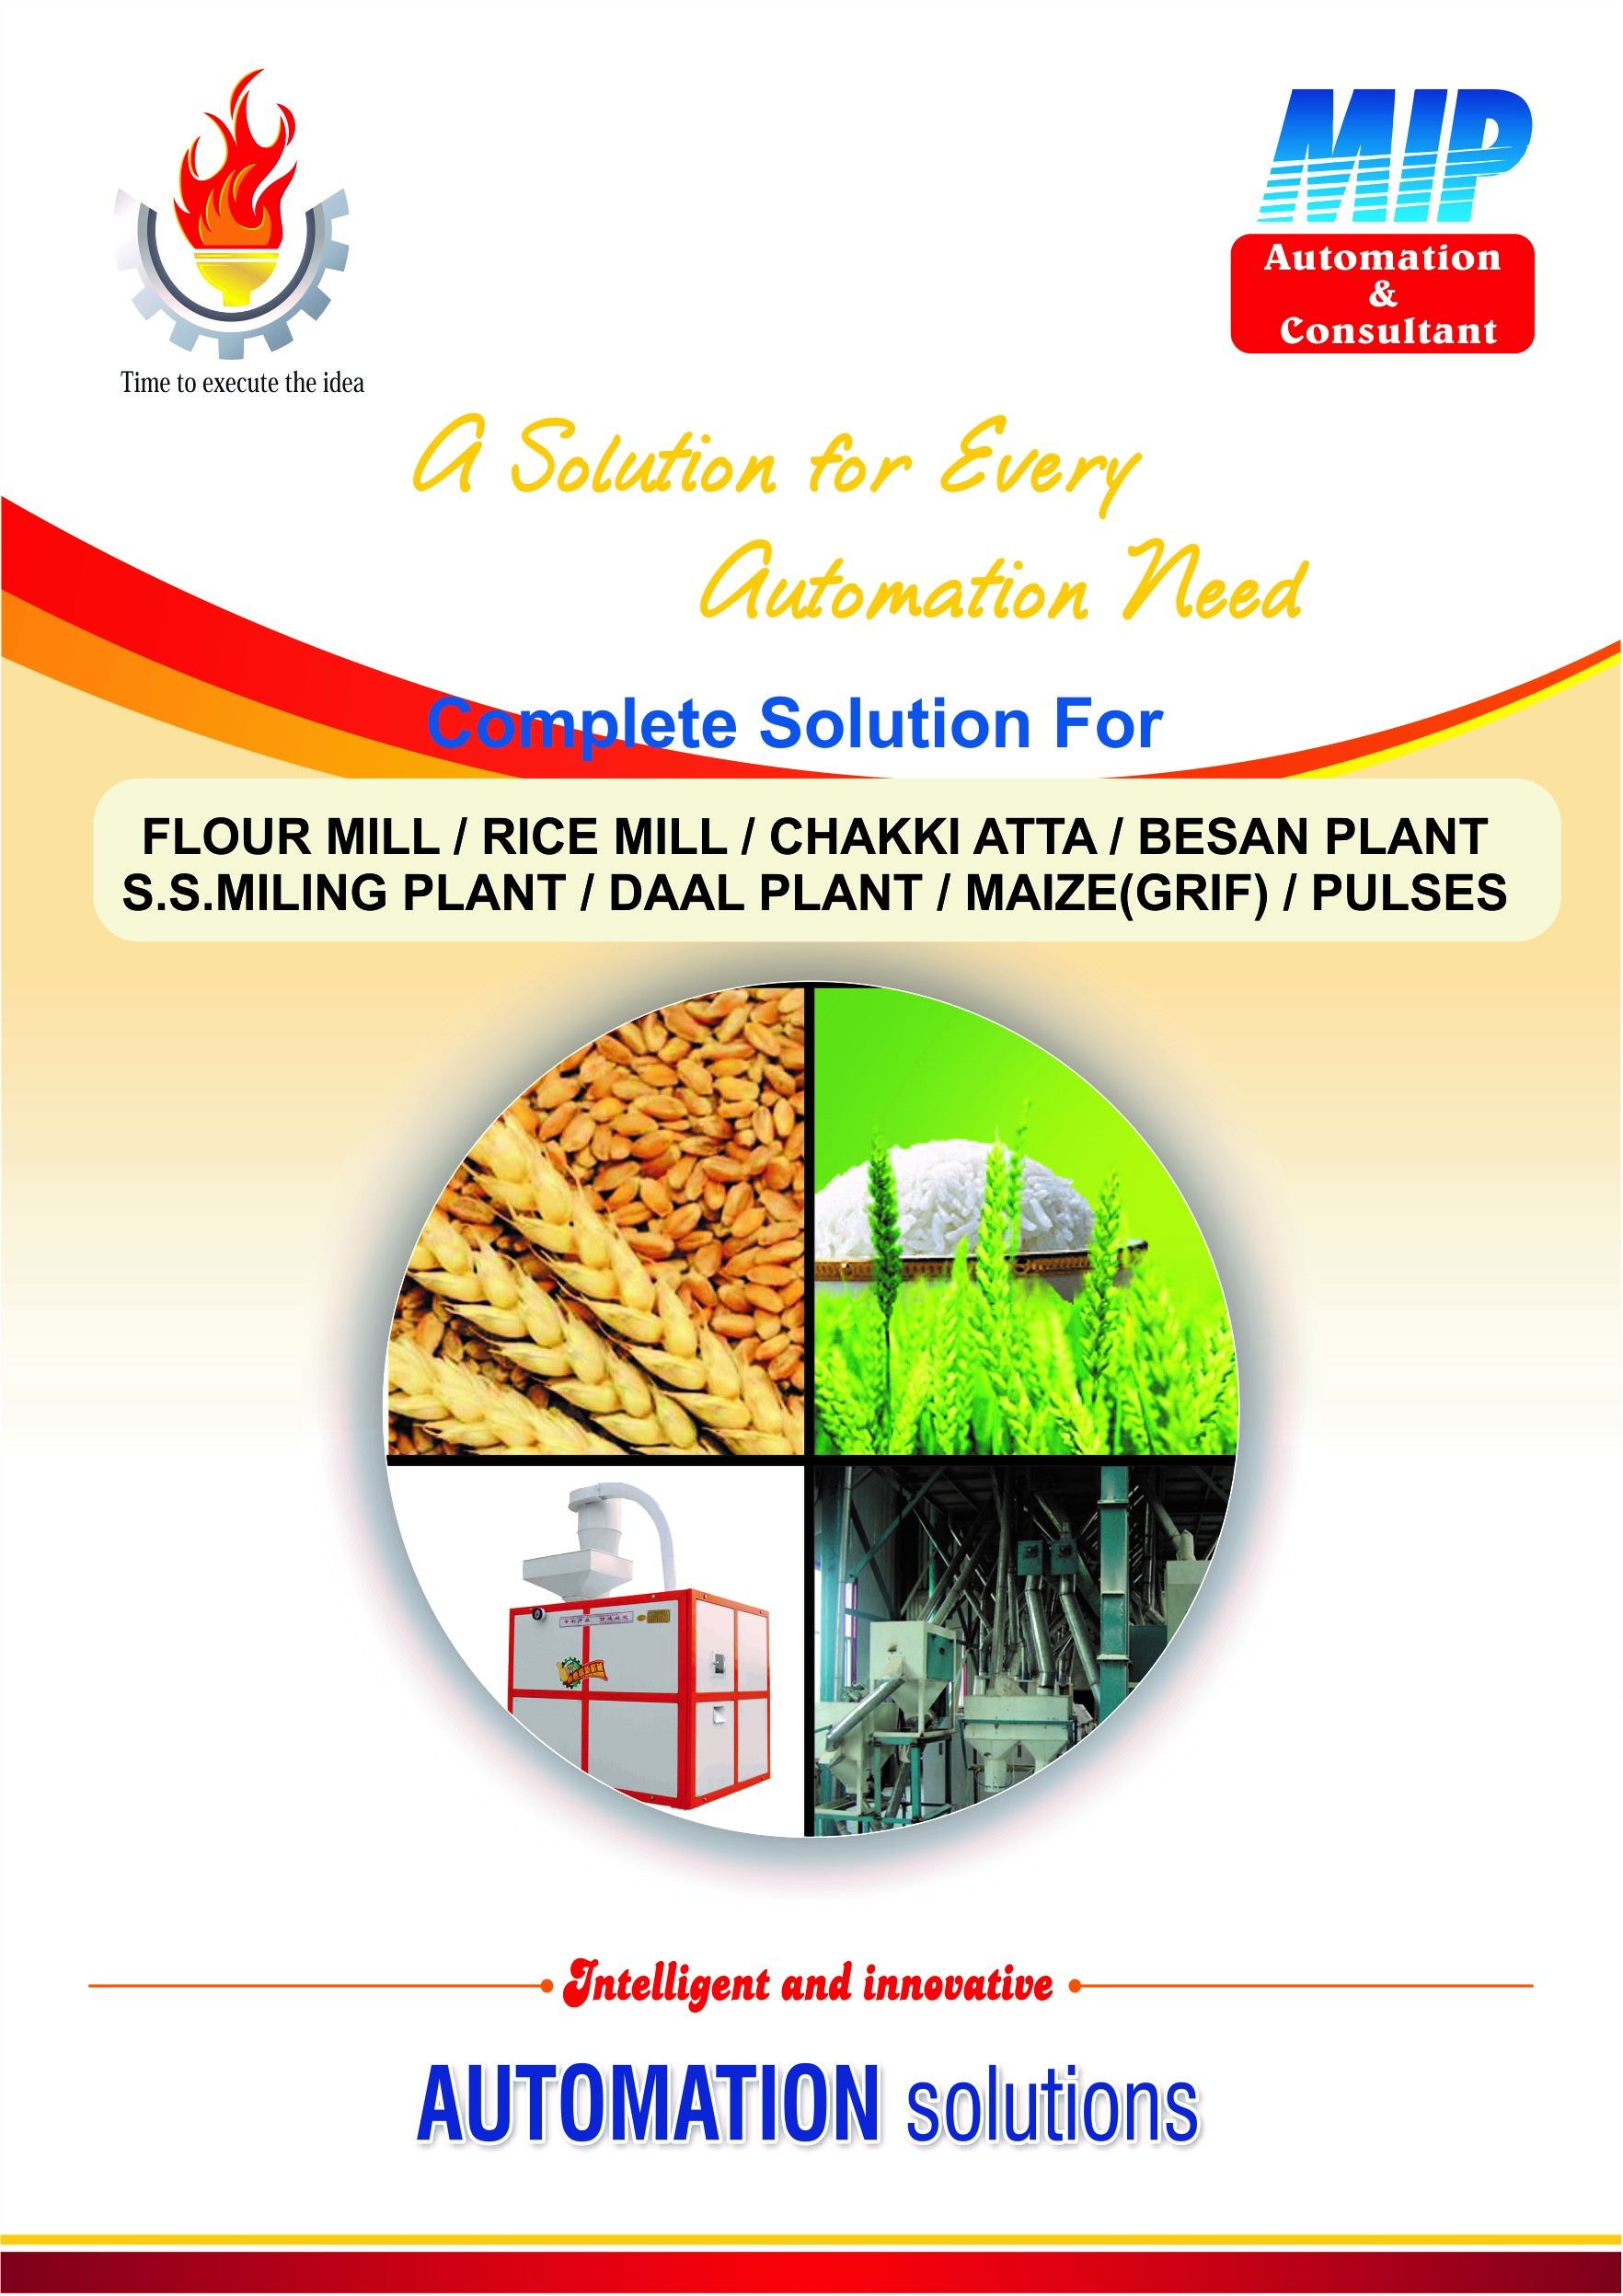 MIP
Automation
&
Consultant
Time to execute the idea
A Solution for Every
Automation Need
Complete Solution For
FLOUR MILL / RICE MILL / CHAKKI ATTA / BESAN PLANT
S.S.MILING PLANT / DAAL PLANT / MAIZE(GRIF) / PULSES
Intelligent and innovative
AUTOMATION solutions